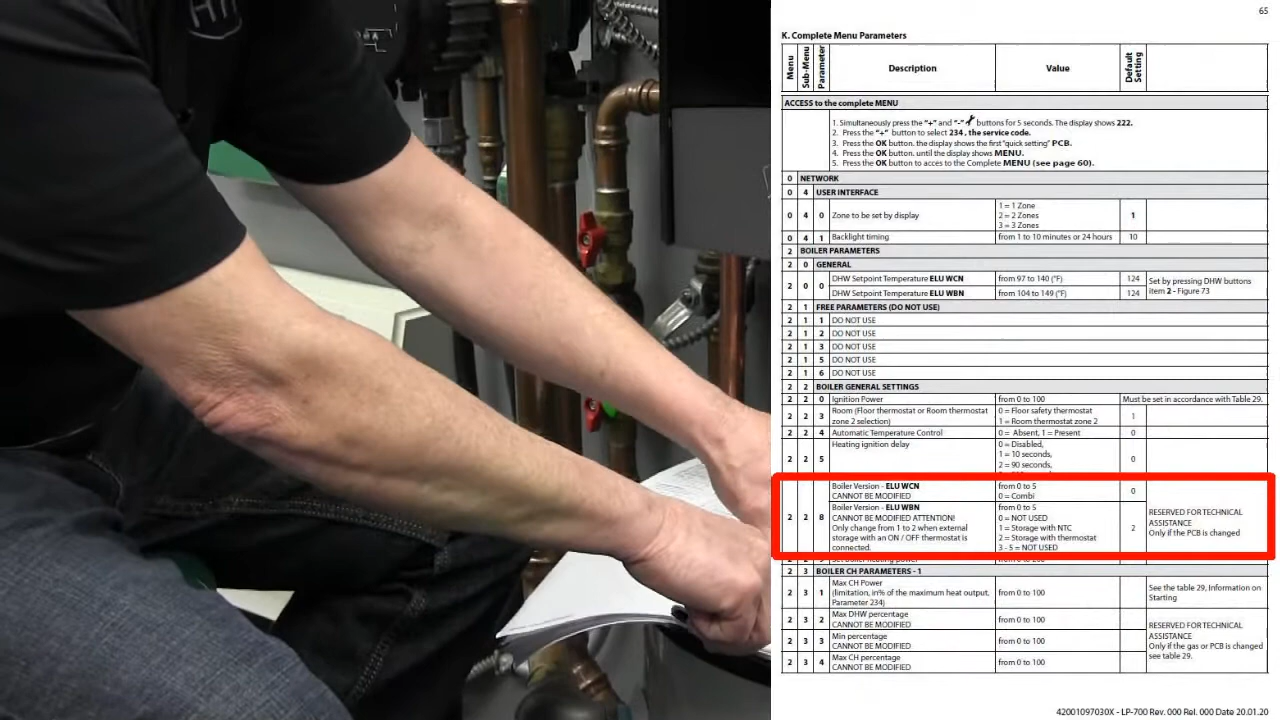 HTP
65
K. Complete Menu Parameters
Menu Sub-Menu Parameter Description Value Default Setting
ACCESS to the complete MENU
1. Simultaneously press the "+" and "-" buttons for 5 seconds. The display shows 222.
2. Press the "+" button to select 234 , the service code.
3. Press the OK button. the display shows the first "quick setting" PCB.
4. Press the OK button. until the display shows MENU.
5. Press the OK button to acces to the Complete MENU (see page 60).
0 NETWORK
0 4 USER INTERFACE
0 4 0 Zone to be set by display
1 = 1 Zone
2 = 2 Zones
3 = 3 Zones
1
0 4 1 Backlight timing from 1 to 10 minutes or 24 hours 10
2 BOILER PARAMETERS
2 0 GENERAL
2 0 0
DHW Setpoint Temperature ELU WCN from 97 to 140 (°F) 124
DHW Setpoint Temperature ELU WBN from 104 to 149 (°F) 124
Set by pressing DHW buttons
item 2 - Figure 73
2 1 FREE PARAMETERS (DO NOT USE)
2 1 1 DO NOT USE
2 1 2 DO NOT USE
2 1 3 DO NOT USE
2 1 5 DO NOT USE
2 1 6 DO NOT USE
2 2 BOILER GENERAL SETTINGS
2 2 0 Ignition Power from 0 to 100 Must be set in accordance with Table 29.
2 2 3
Room (Floor thermostat or Room thermostat
zone 2 selection)
0 = Floor safety thermostat
1 = Room thermostat zone 2
1
2 2 4 Automatic Temperature Control 0 = Absent, 1 = Present 0
2 2 5 Heating ignition delay
0 = Disabled,
1 = 10 seconds,
2 = 90 seconds,
0
2 2 8
Boiler Version - ELU WCN
CANNOT BE MODIFIED
from 0 to 5
0 = Combi
0
Boiler Version - ELU WBN
CANNOT BE MODIFIED ATTENTION!
Only change from 1 to 2 when external
storage with an ON / OFF thermostat is
connected.
from 0 to 5
0 = NOT USED
1 = Storage with NTC
2 = Storage with thermostat
3 - 5 = NOT USED
2
RESERVED FOR TECHNICAL
ASSISTANCE
Only if the PCB is changed
2 3 BOILER CH PARAMETERS - 1
2 3 1
Max CH Power
(limitation, in% of the maximum heat output,
Parameter 234)
from 0 to 100
See the table 29, Information on
Starting
2 3 2
Max DHW percentage
CANNOT BE MODIFIED
from 0 to 100
2 3 3
Min percentage
CANNOT BE MODIFIED
from 0 to 100
2 3 4
Max CH percentage
CANNOT BE MODIFIED
from 0 to 100
RESERVED FOR TECHNICAL
ASSISTANCE
Only if the gas or PCB is changed
see table 29.
42001097030X - LP-700 Rev. 000 Rel. 000 Date 20.01.20